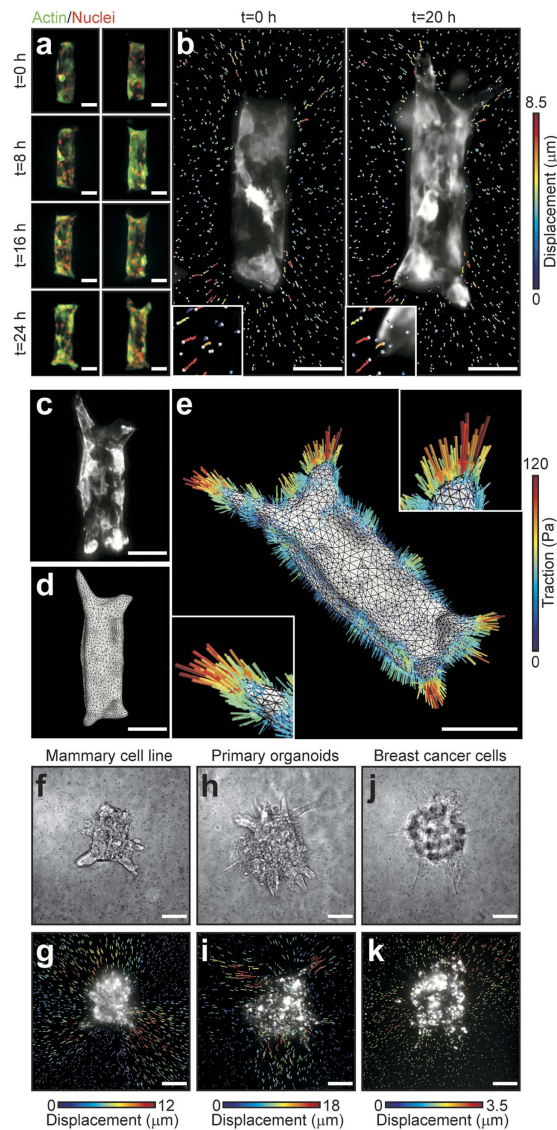 Actin/Nuclei
t=0 h
t=20 h
a
b
t=0 h
t=8 h
t=16 h
t=24 h
8.5
Displacement (μm)
0
c
d
e
120
Traction (Pa)
0
Mammary cell line
Primary organoids
Breast cancer cells
f
h
j
g
i
k
0 12
Displacement (μm)
0 18
Displacement (μm)
0 3.5
Displacement (μm)